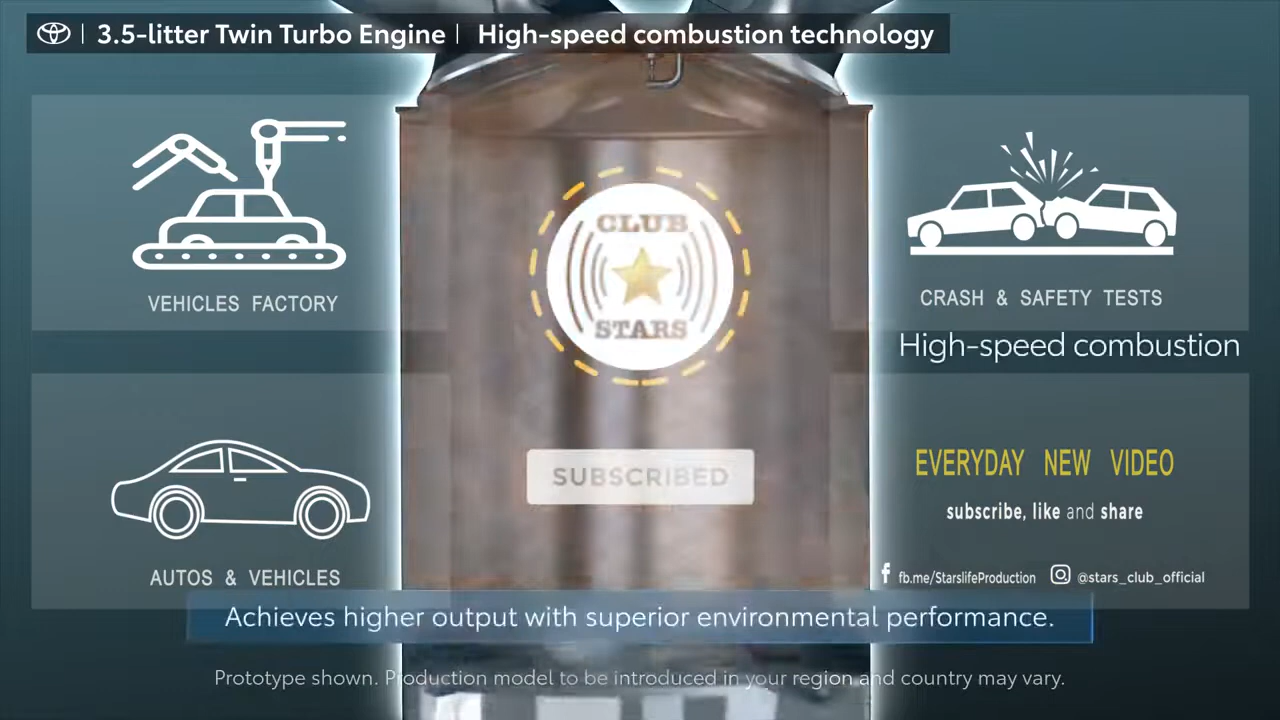 3.5-litter Twin Turbo Engine | High-speed combustion technology
VEHICLES FACTORY
CLUB
STARS
CRASH & SAFETY TESTS
High-speed combustion
SUBSCRIBED
EVERYDAY NEW VIDEO
subscribe, like and share
AUTOS & VEHICLES
fb.me/StarslifeProduction
@stars_club_official
Achieves higher output with superior environmental performance.
Prototype shown. Production model to be introduced in your region and country may vary.